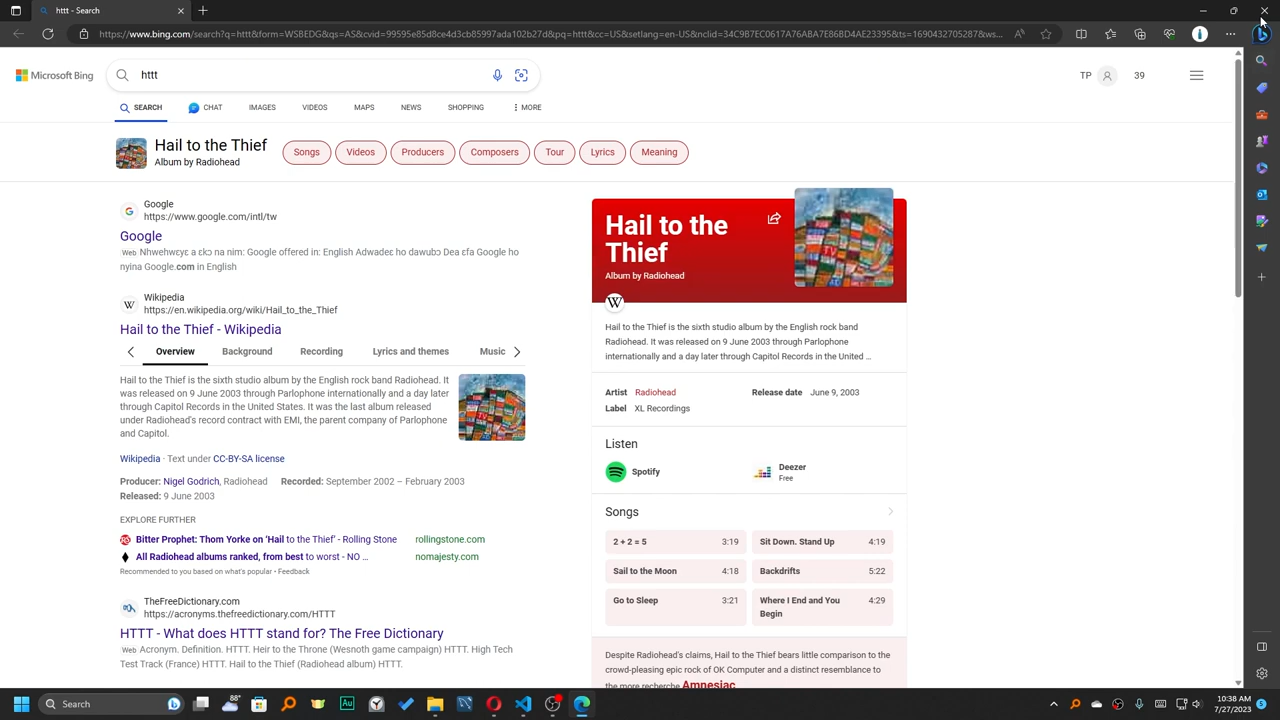 httt - Search
https://www.bing.com/search?q=httt&form=WSBEDG&qs=AS&cvid=99595e85d8ce4d3cb85997ada102b27d&pq=httt&cc=US&setlang=en-US&nclid=34C987EC0617A76ABA7E86BD4AE23395&ts=1690432705287&ws...
Microsoft Bing
httt
TP
39
SEARCH
CHAT
IMAGES
VIDEOS
MAPS
NEWS
SHOPPING
MORE
Hail to the Thief
Album by Radiohead
Songs
Videos
Producers
Composers
Tour
Lyrics
Meaning
Google
https://www.google.com/intl/tw
Google
Web Nhwehwɛyɛ a ɛkɔ na nim: Google offered in: English Adwadeɛ ho dawubɔ Dea ɛfa Google ho
nyina Google.com in English
Wikipedia
https://en.wikipedia.org/wiki/Hail_to_the_Thief
Hail to the Thief - Wikipedia
Overview
Background
Recording
Lyrics and themes
Music
Hail to the Thief is the sixth studio album by the English rock band Radiohead. It
was released on 9 June 2003 through Parlophone internationally and a day later
through Capitol Records in the United States. It was the last album released
under Radiohead's record contract with EMI, the parent company of Parlophone
and Capitol.
Wikipedia · Text under CC-BY-SA license
Producer: Nigel Godrich, Radiohead
Recorded: September 2002 – February 2003
Released: 9 June 2003
EXPLORE FURTHER
Bitter Prophet: Thom Yorke on 'Hail to the Thief' - Rolling Stone
rollingstone.com
All Radiohead albums ranked, from best to worst - NO ...
nomajesty.com
Recommended to you based on what's popular • Feedback
TheFreeDictionary.com
https://acronyms.thefreedictionary.com/HTTT
HTTT - What does HTTT stand for? The Free Dictionary
Web Acronym. Definition. HTTT. Heir to the Throne (Wesnoth game campaign) HTTT. High Tech
Test Track (France) HTTT. Hail to the Thief (Radiohead album) HTTT.
Hail to the
Thief
Album by Radiohead
W
Hail to the Thief is the sixth studio album by the English rock band
Radiohead. It was released on 9 June 2003 through Parlophone
internationally and a day later through Capitol Records in the United ...
Artist Radiohead
Release date June 9, 2003
Label XL Recordings
Listen
Spotify
Deezer
Free
Songs
2 + 2 = 5 3:19
Sit Down. Stand Up 4:19
Sail to the Moon 4:18
Backdrifts 5:22
Go to Sleep 3:21
Where I End and You
Begin 4:29
Despite Radiohead's claims, Hail to the Thief bears little comparison to the
crowd-pleasing epic rock of OK Computer and a distinct resemblance to
the more recherche Amnesiac
Search
88°
10:38 AM
7/27/2023
5